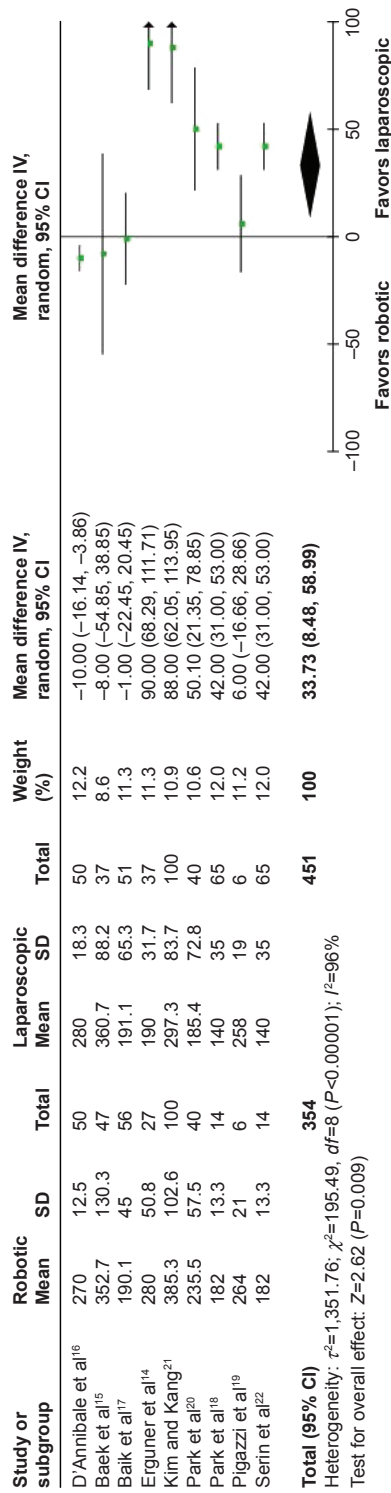 Study or subgroup Robotic Laparoscopic Weight (%) Mean difference IV, random, 95% CI Mean difference IV, random, 95% CI
Mean SD Total Mean SD Total
D'Annibale et al16 270 12.5 50 280 18.3 50 12.2 –10.00 (–16.14, –3.86)
Baek et al15 352.7 130.3 47 360.7 88.2 37 8.6 –8.00 (–54.85, 38.85)
Baik et al17 190.1 45 56 191.1 65.3 51 11.3 –1.00 (–22.45, 20.45)
Erguner et al14 280 50.8 27 190 31.7 37 11.3 90.00 (68.29, 111.71)
Kim and Kang21 385.3 102.6 100 297.3 83.7 100 10.9 88.00 (62.05, 113.95)
Park et al20 235.5 57.5 40 185.4 72.8 40 10.6 50.10 (21.35, 78.85)
Park et al18 182 13.3 14 140 35 65 12.0 42.00 (31.00, 53.00)
Pigazzi et al19 264 21 6 258 19 6 11.2 6.00 (–16.66, 28.66)
Serin et al22 182 13.3 14 140 35 65 12.0 42.00 (31.00, 53.00)
Total (95% CI) 354 451 100 33.73 (8.48, 58.99)
Heterogeneity: τ2=1,351.76; χ2=195.49, df=8 (P<0.00001); I2=96%
Test for overall effect: Z=2.62 (P=0.009)
–100 –50 0 50 100
Favors robotic Favors laparoscopic